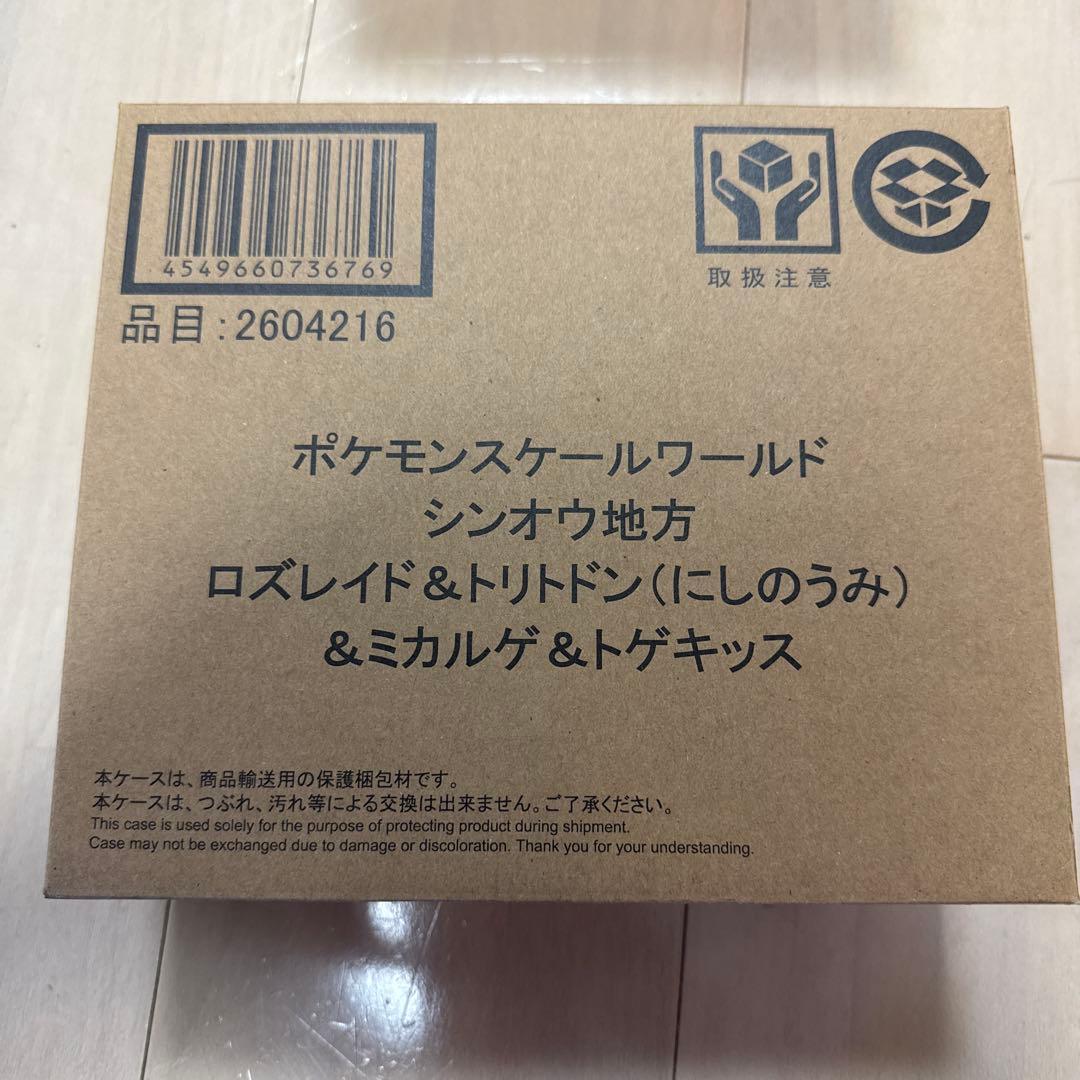 4549660736769
取扱注意
品目:2604216
ポケモンスケールワールド
シンオウ地方
ロズレイド&トリトドン(にしのうみ)
&ミカルゲ&トゲキッス
本ケースは、商品輸送用の保護梱包材です。
本ケースは、つぶれ、汚れ等による交換は出来ません。ご了承ください。
This case is used solely for the purpose of protecting product during shipment.
Case may not be exchanged due to damage or discoloration. Thank you for your understanding.